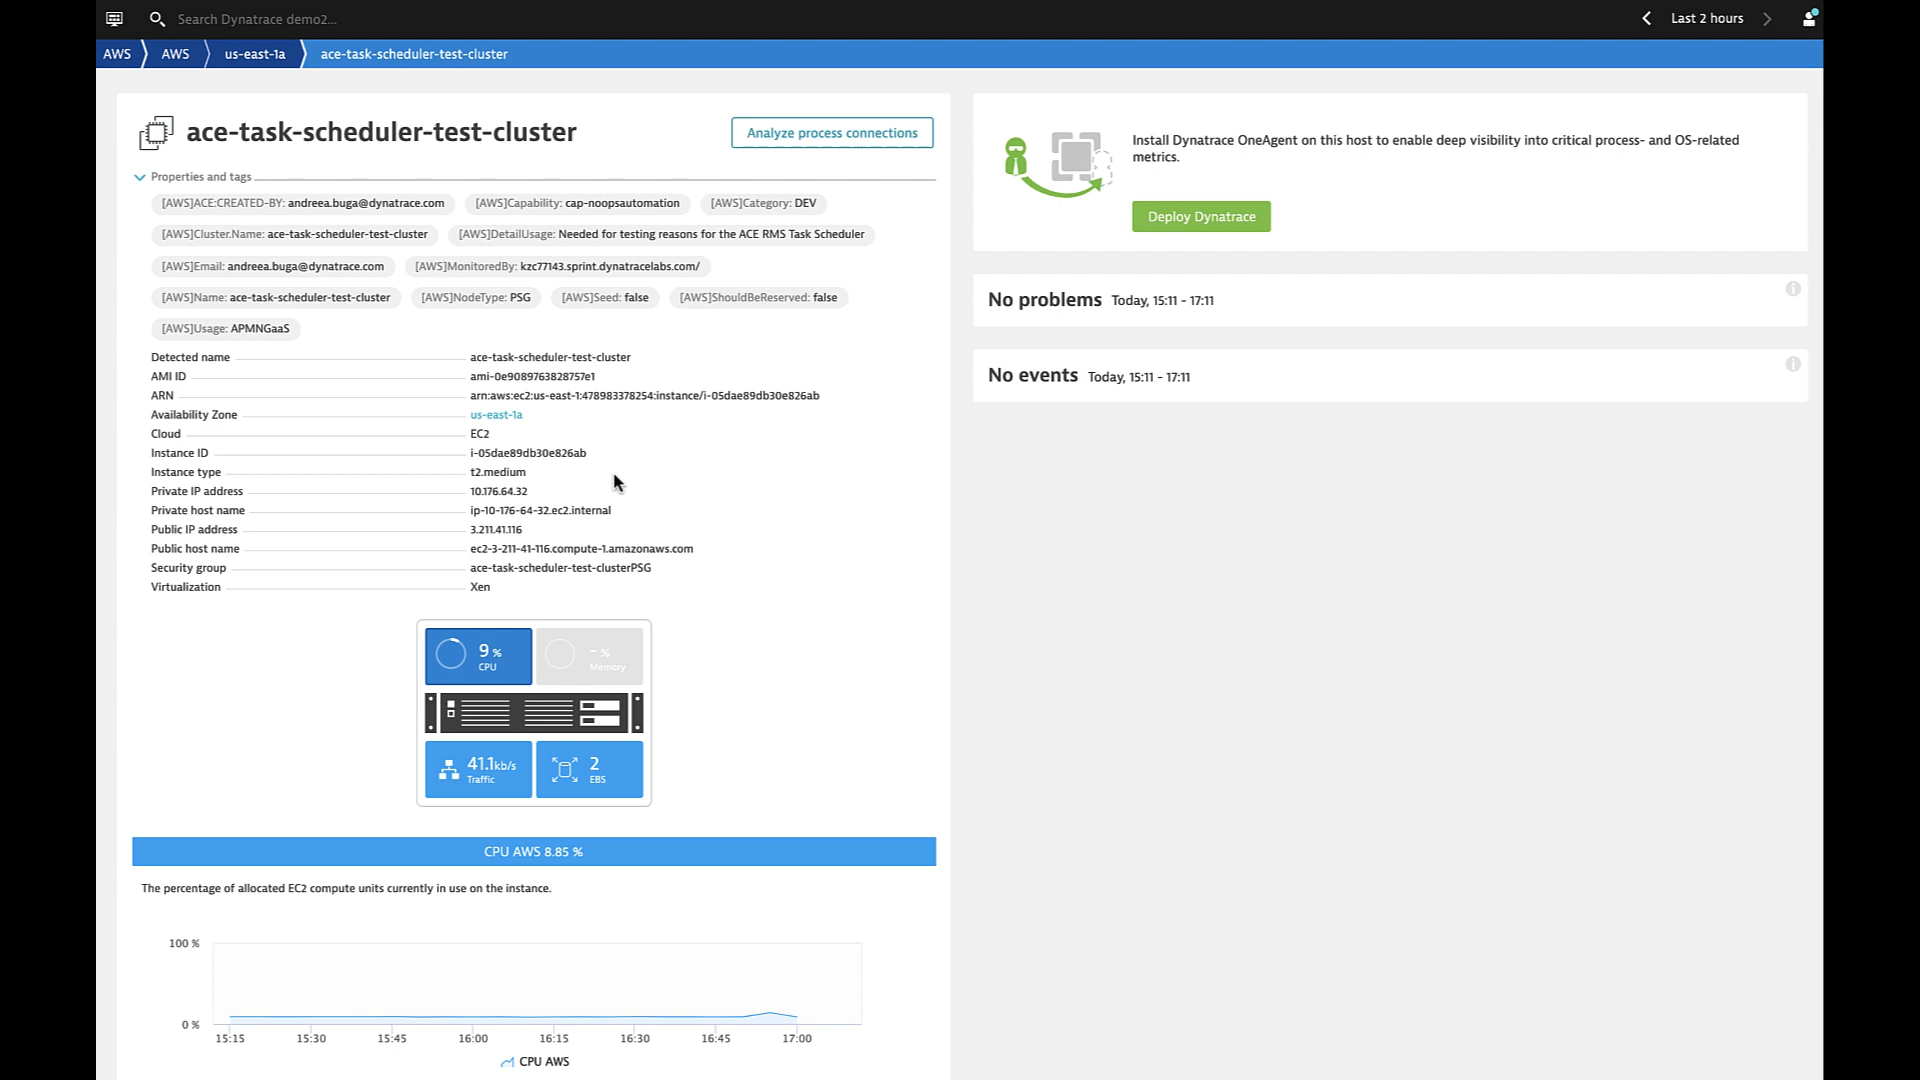 Search Dynatrace demo2...
Last 2 hours
AWS
AWS
us-east-1a
ace-task-scheduler-test-cluster
ace-task-scheduler-test-cluster
Analyze process connections
Properties and tags
[AWS]ACE:CREATED-BY: andreea.buga@dynatrace.com
[AWS]Capability: cap-noopsautomation
[AWS]Category: DEV
[AWS]Cluster.Name: ace-task-scheduler-test-cluster
[AWS]DetailUsage: Needed for testing reasons for the ACE RMS Task Scheduler
[AWS]Email: andreea.buga@dynatrace.com
[AWS]MonitoredBy: kzc77143.sprint.dynatracelabs.com/
[AWS]Name: ace-task-scheduler-test-cluster
[AWS]NodeType: PSG
[AWS]Seed: false
[AWS]ShouldBeReserved: false
[AWS]Usage: APMNGaaS
Detected name ace-task-scheduler-test-cluster
AMI ID ami-0e9089763828757e1
ARN arn:aws:ec2:us-east-1:478983378254:instance/i-05dae89db30e826ab
Availability Zone us-east-1a
Cloud EC2
Instance ID i-05dae89db30e826ab
Instance type t2.medium
Private IP address 10.176.64.32
Private host name ip-10-176-64-32.ec2.internal
Public IP address 3.211.41.116
Public host name ec2-3-211-41-116.compute-1.amazonaws.com
Security group ace-task-scheduler-test-clusterPSG
Virtualization Xen
9 %
CPU
- %
Memory
41.1kb/s
Traffic
2
EBS
CPU AWS 8.85 %
The percentage of allocated EC2 compute units currently in use on the instance.
100 %
0 %
15:15 15:30 15:45 16:00 16:15 16:30 16:45 17:00
CPU AWS
Install Dynatrace OneAgent on this host to enable deep visibility into critical process- and OS-related
metrics.
Deploy Dynatrace
No problems Today, 15:11 - 17:11
No events Today, 15:11 - 17:11